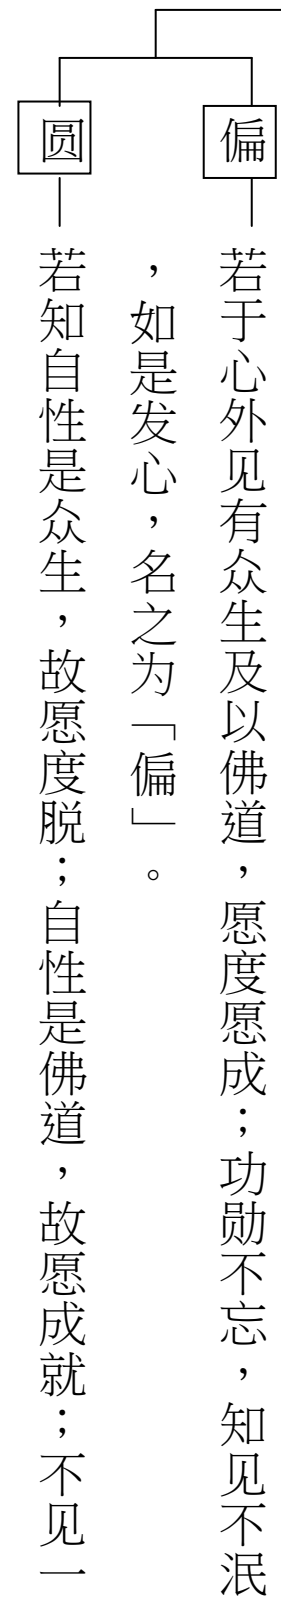 偏
若于心外见有众生及以佛道，愿度愿成；功勋不忘，知见不泯
，如是发心，名之为「偏」。
圆
若知自性是众生，故愿度脱；自性是佛道，故愿成就；不见一